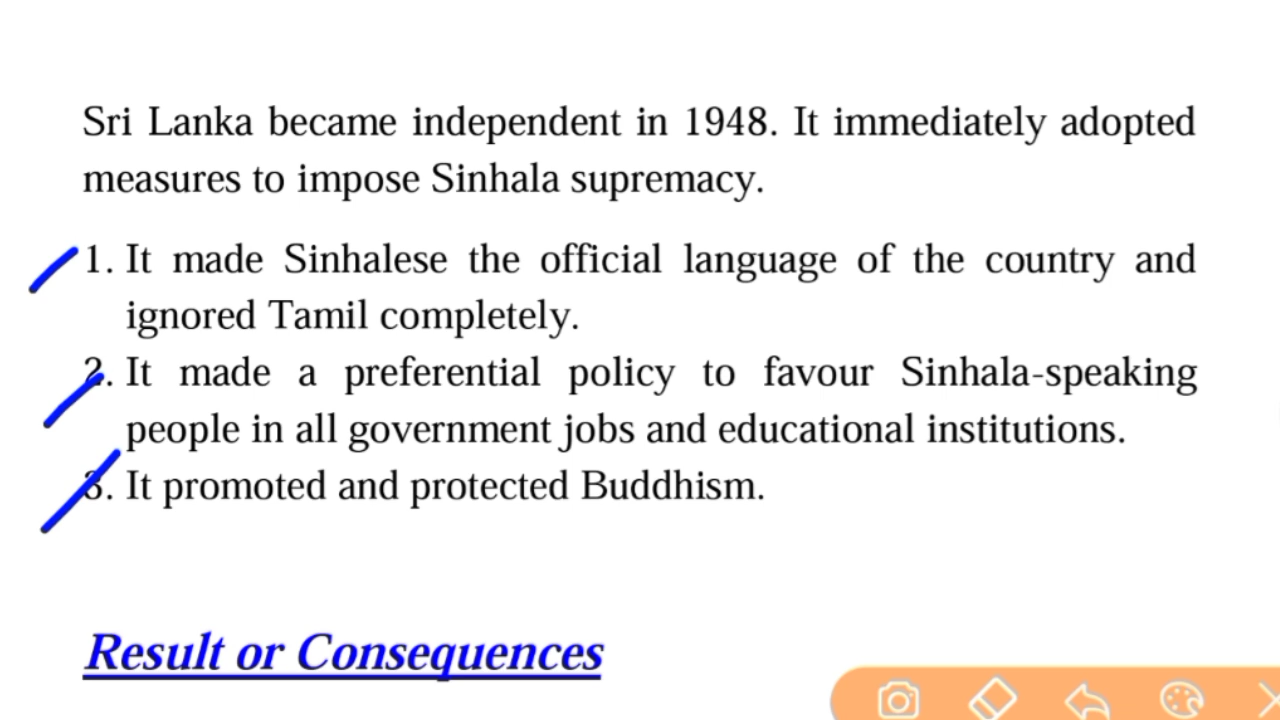 Sri Lanka became independent in 1948. It immediately adopted
measures to impose Sinhala supremacy.
1. It made Sinhalese the official language of the country and
ignored Tamil completely.
2. It made a preferential policy to favour Sinhala-speaking
people in all government jobs and educational institutions.
3. It promoted and protected Buddhism.
Result or Consequences